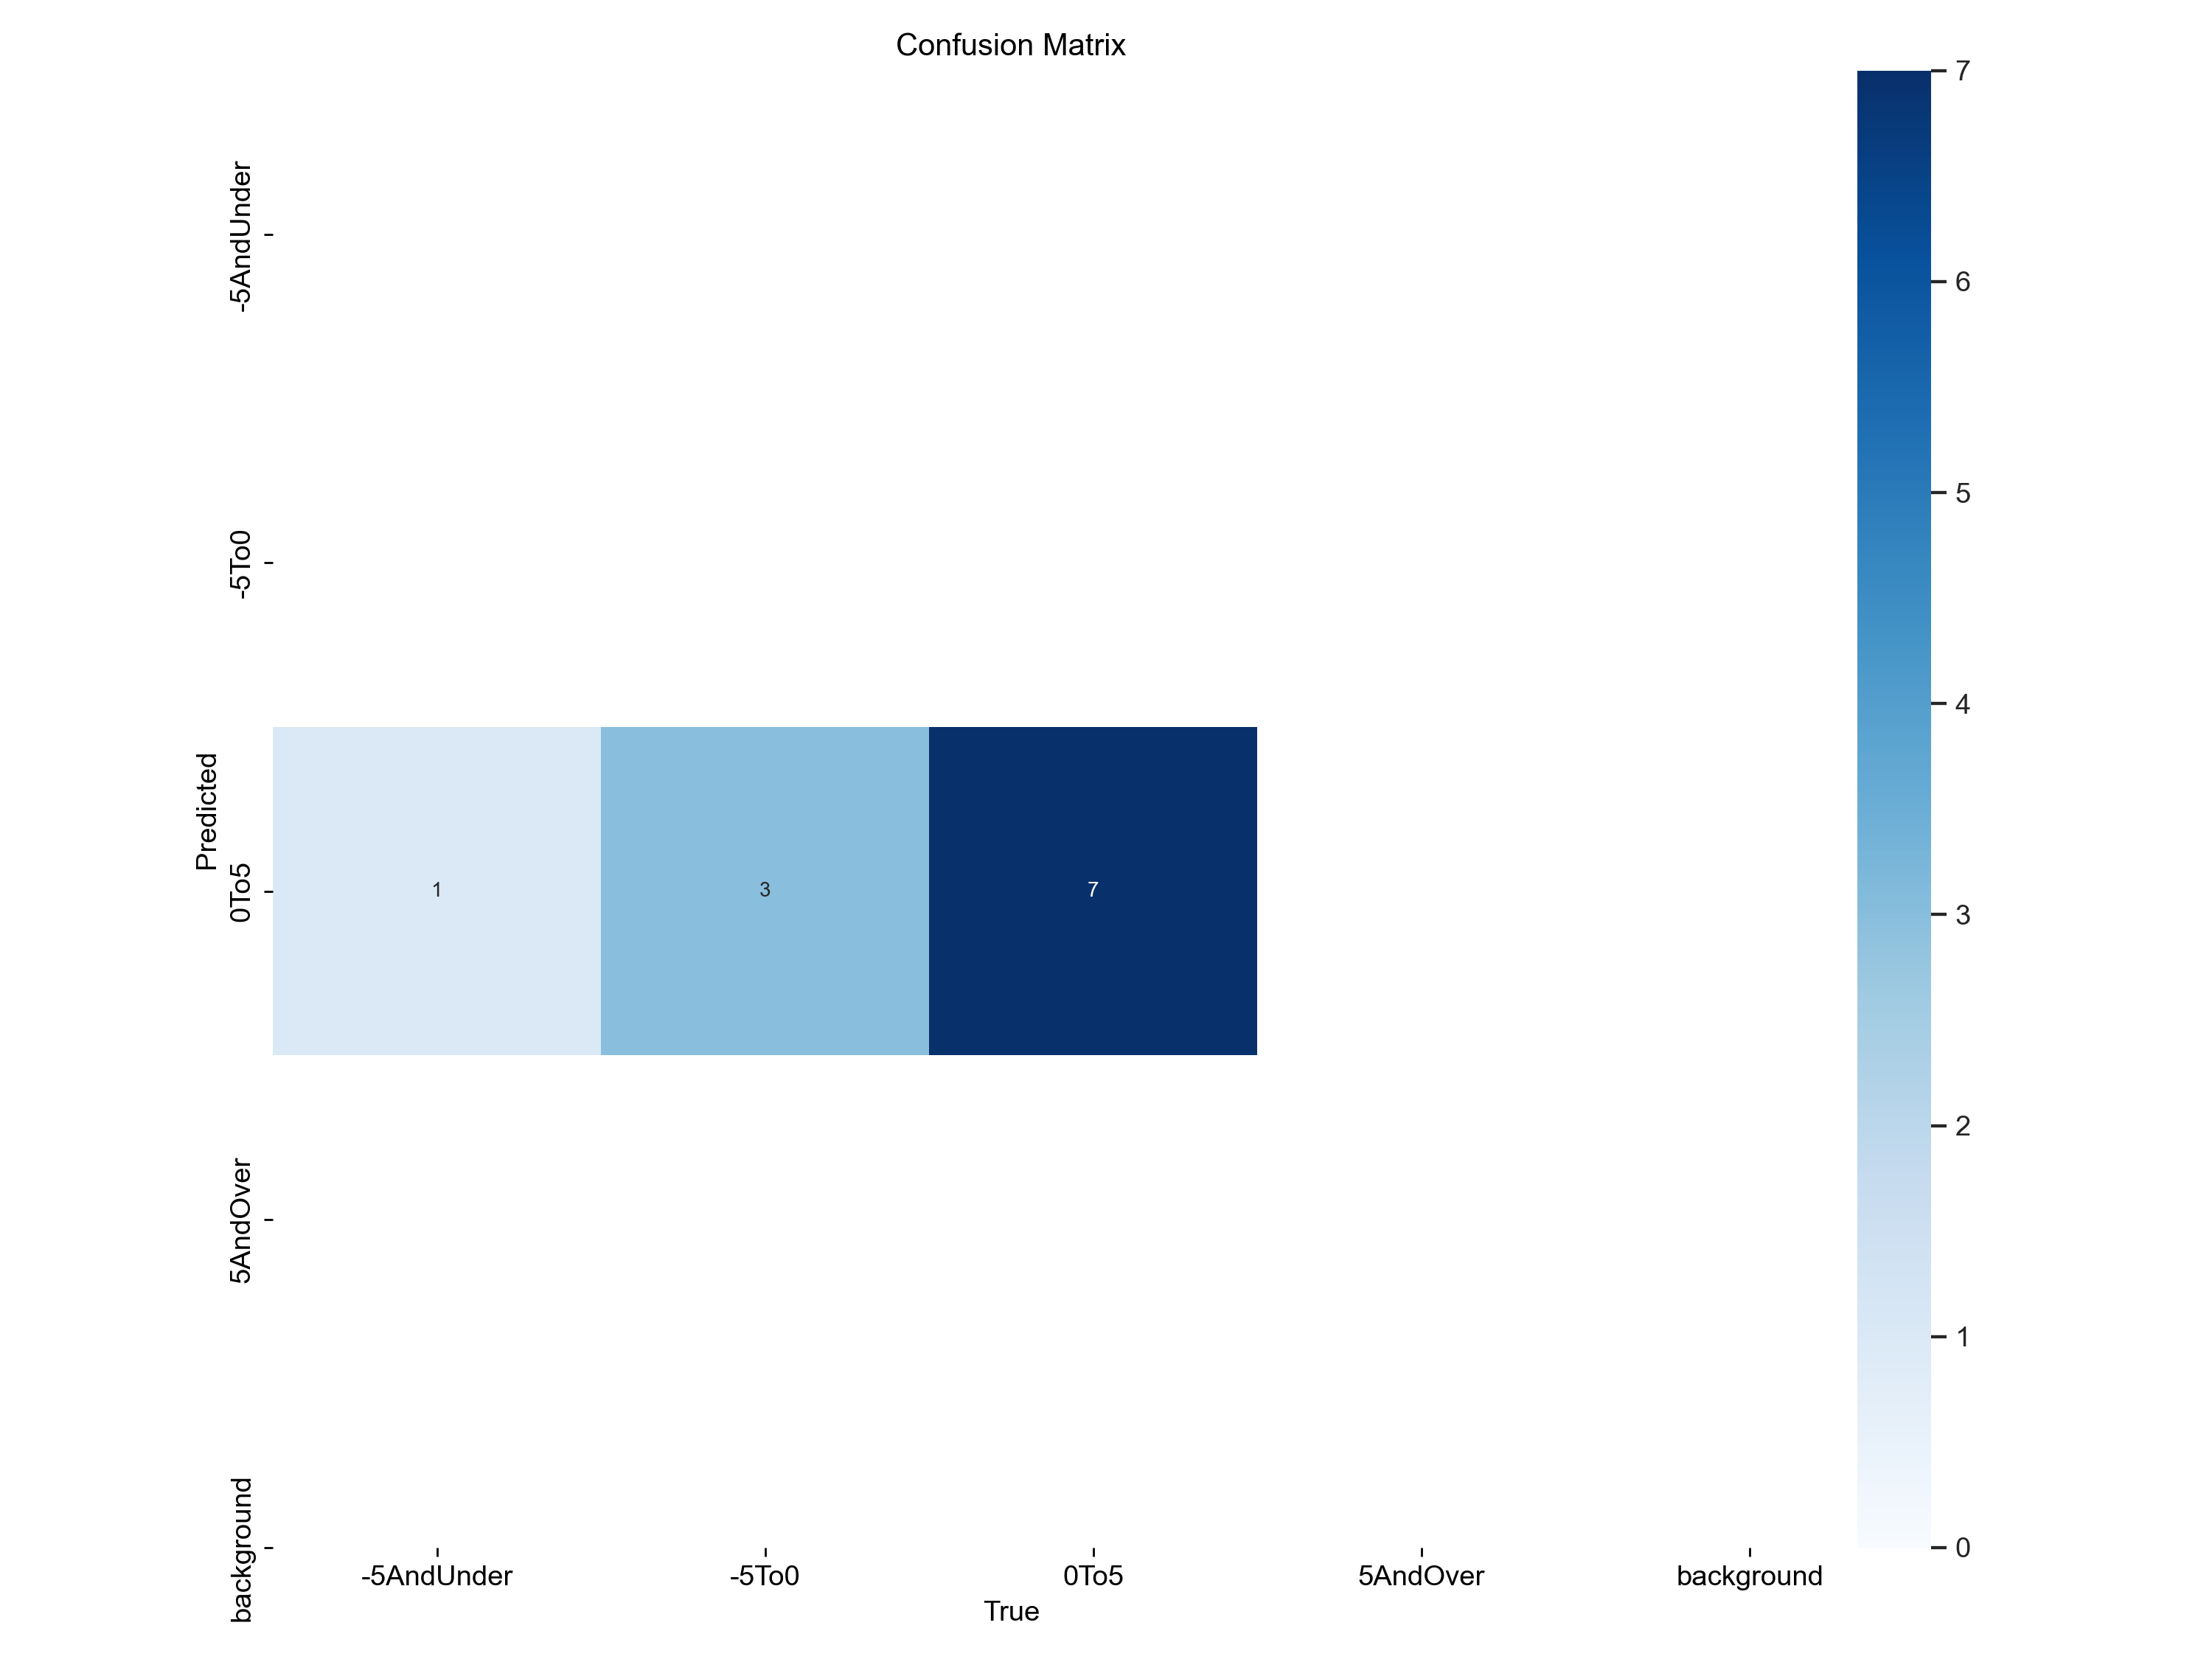 Confusion Matrix
Predicted
-5AndUnder
-5To0
0To5
5AndOver
background
1
3
7
-5AndUnder
-5To0
0To5
5AndOver
background
True
7
6
5
4
3
2
1
0